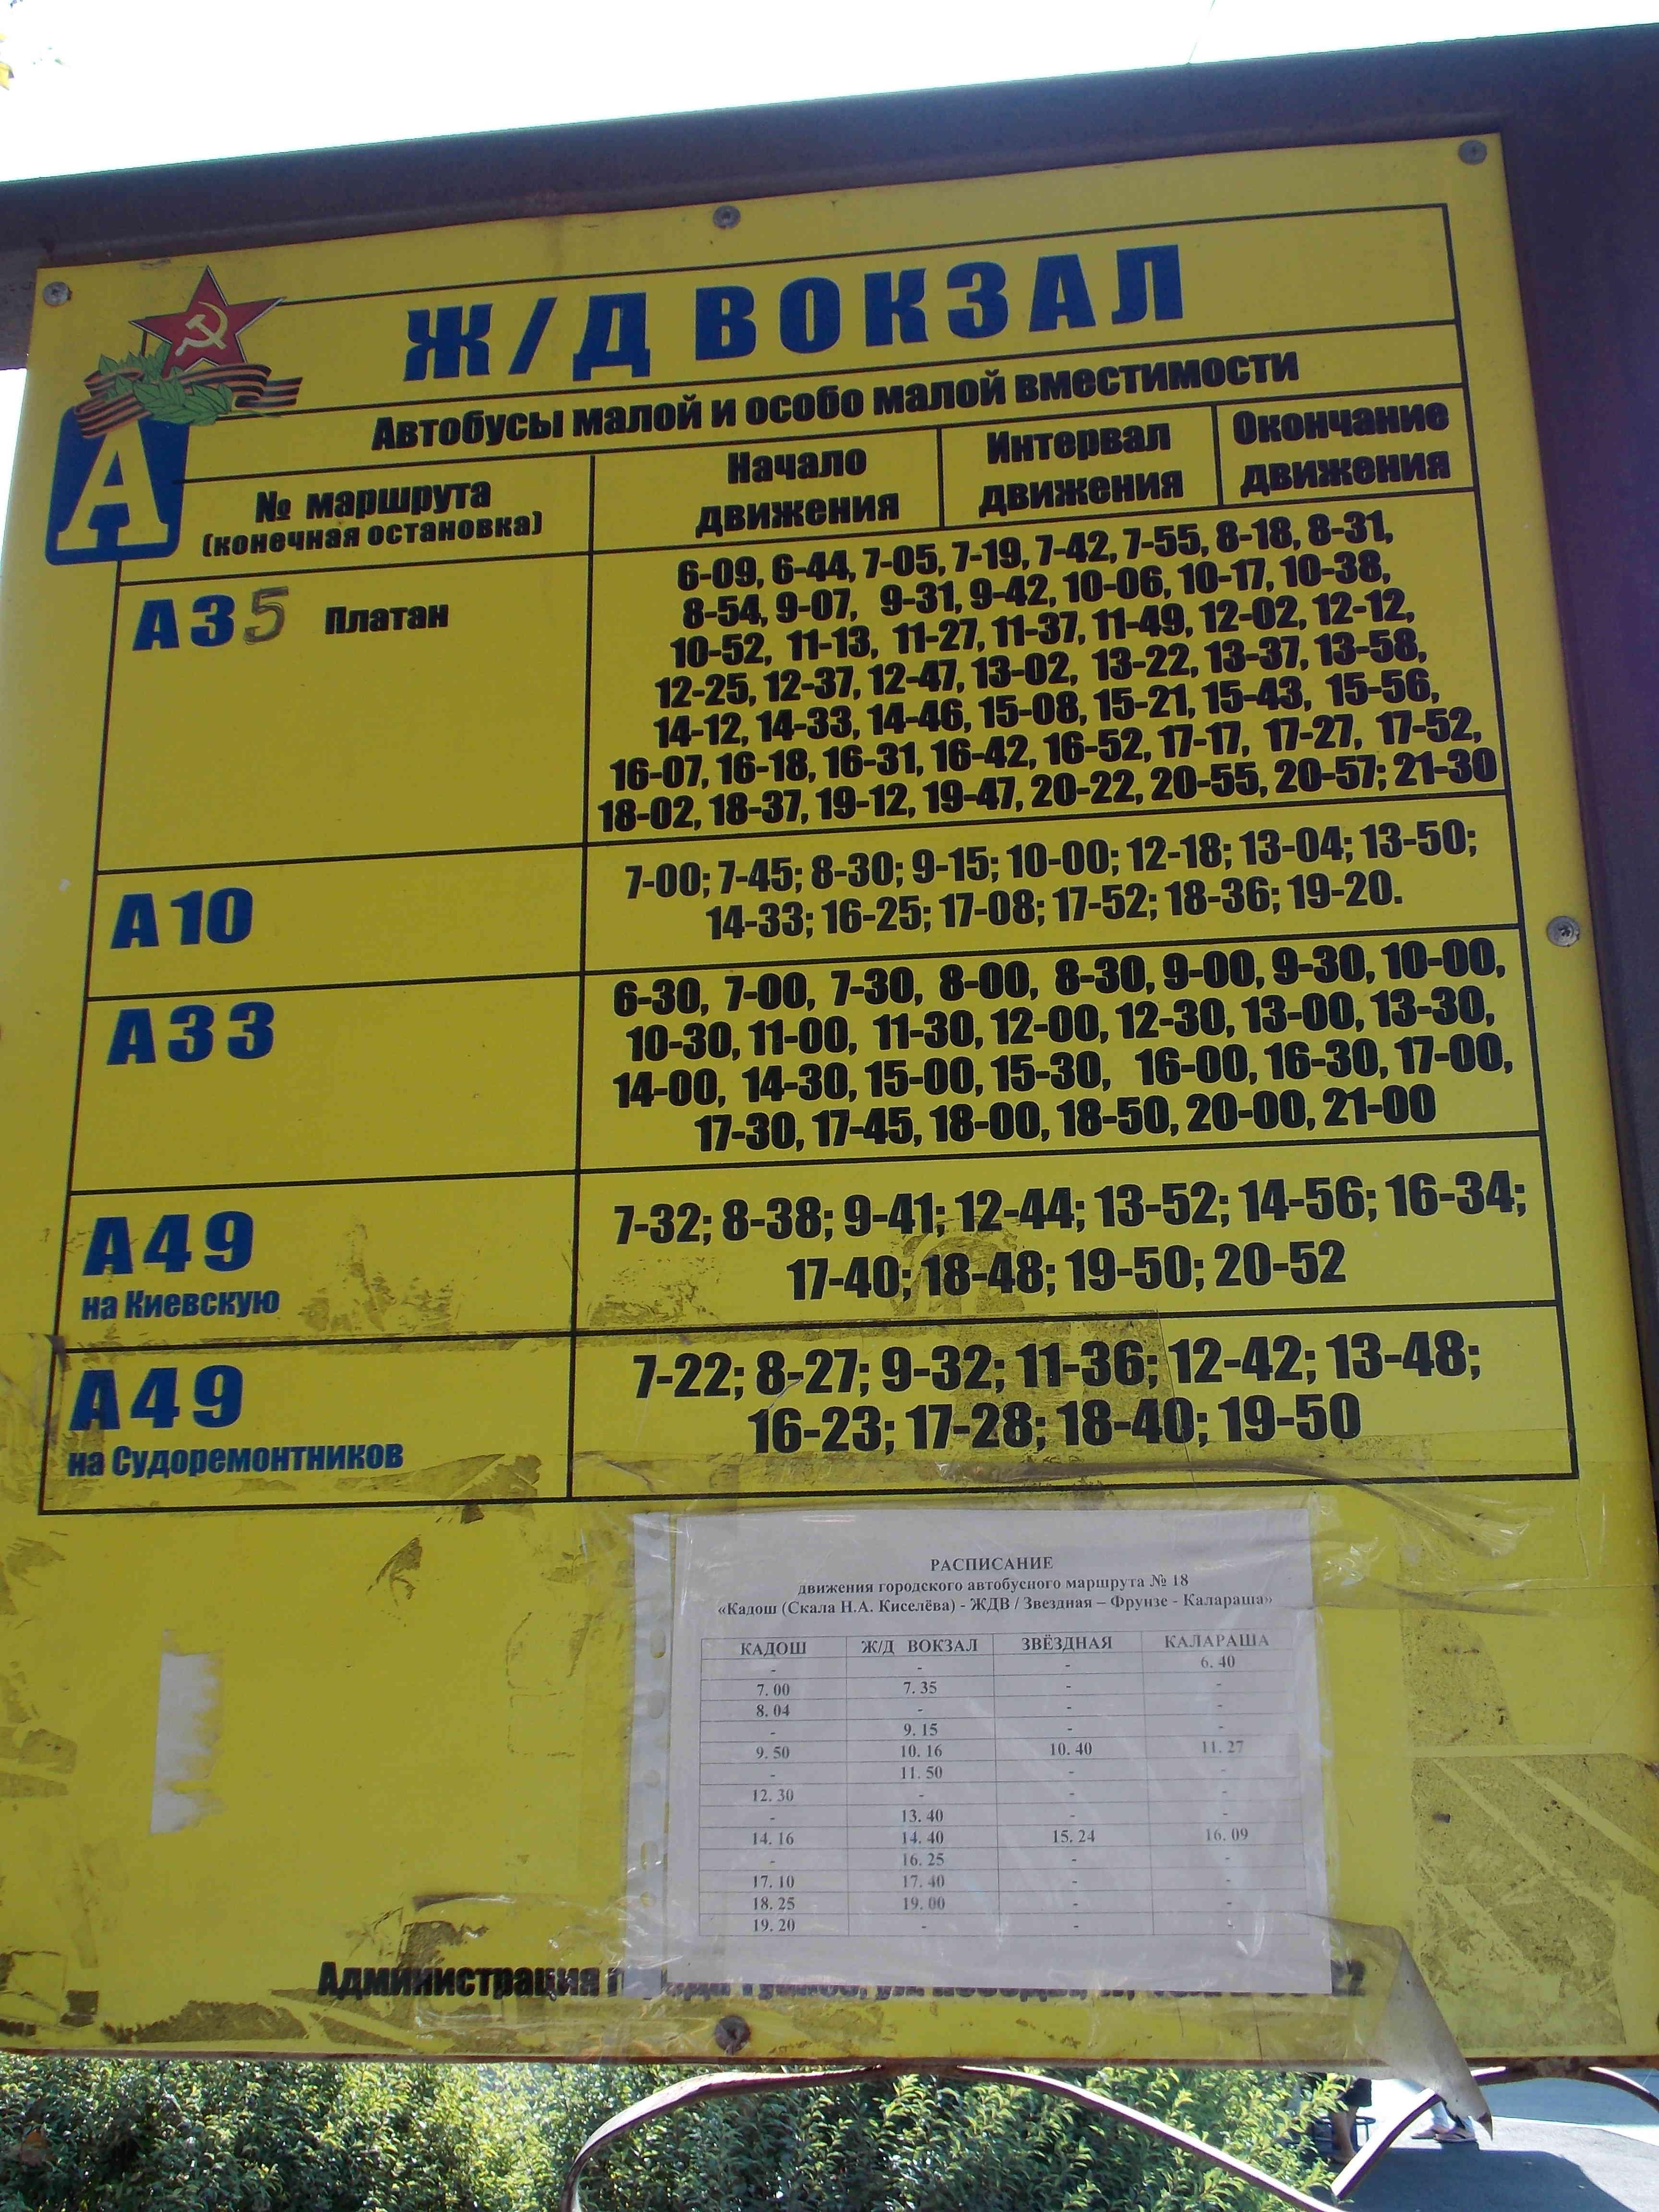 Ж/Д ВОКЗАЛ
А
Автобусы малой и особо малой вместимости
№ маршрута
(конечная остановка)
Начало
движения
Интервал
движения
Окончание
движения
А35 Платан
6-09, 6-44, 7-05, 7-19, 7-42, 7-55, 8-18, 8-31,
8-54, 9-07, 9-31, 9-42, 10-06, 10-17, 10-38,
10-52, 11-13, 11-27, 11-37, 11-49, 12-02, 12-12,
12-25, 12-37, 12-47, 13-02, 13-22, 13-37, 13-58,
14-12, 14-33, 14-46, 15-08, 15-21, 15-43, 15-56,
16-07, 16-18, 16-31, 16-42, 16-52, 17-17, 17-27, 17-52,
18-02, 18-37, 19-12, 19-47, 20-22, 20-55, 20-57; 21-30
А10
7-00; 7-45; 8-30; 9-15; 10-00; 12-18; 13-04; 13-50;
14-33; 16-25; 17-08; 17-52; 18-36; 19-20.
А33
6-30, 7-00, 7-30, 8-00, 8-30, 9-00, 9-30, 10-00,
10-30, 11-00, 11-30, 12-00, 12-30, 13-00, 13-30,
14-00, 14-30, 15-00, 15-30, 16-00, 16-30, 17-00,
17-30, 17-45, 18-00, 18-50, 20-00, 21-00
А49
на Киевскую
7-32; 8-38; 9-41; 12-44; 13-52; 14-56; 16-34;
17-40; 18-48; 19-50; 20-52
А49
на Судоремонтников
7-22; 8-27; 9-32; 11-36; 12-42; 13-48;
16-23; 17-28; 18-40; 19-50
РАСПИСАНИЕ
движения городского автобусного маршрута № 18
«Кадош (Скала Н.А. Киселёва) - ЖДВ / Звездная – Фрунзе - Калараша»
КАДОШ Ж/Д ВОКЗАЛ ЗВЁЗДНАЯ КАЛАРАША
- - - 6. 40
7. 00 7. 35 - -
8. 04 - - -
- 9. 15 - -
9. 50 10. 16 10. 40 11. 27
- 11. 50 - -
12. 30 - - -
- 13. 40 - -
14. 16 14. 40 15. 24 16. 09
- 16. 25 - -
17. 10 17. 40 - -
18. 25 19. 00 - -
19. 20 - - -
Администрация